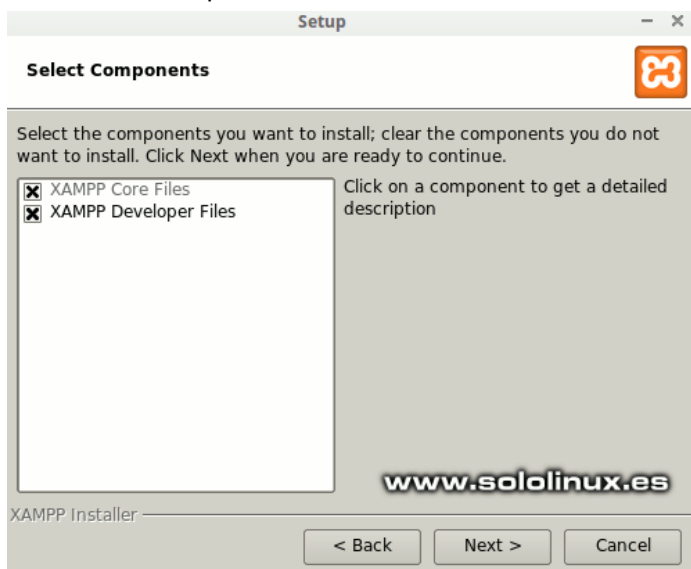 Setup
Select Components
Select the components you want to install; clear the components you do not
want to install. Click Next when you are ready to continue.
XAMPP Core Files
XAMPP Developer Files
Click on a component to get a detailed
description
www.sololinux.es
XAMPP Installer
< Back
Next >
Cancel